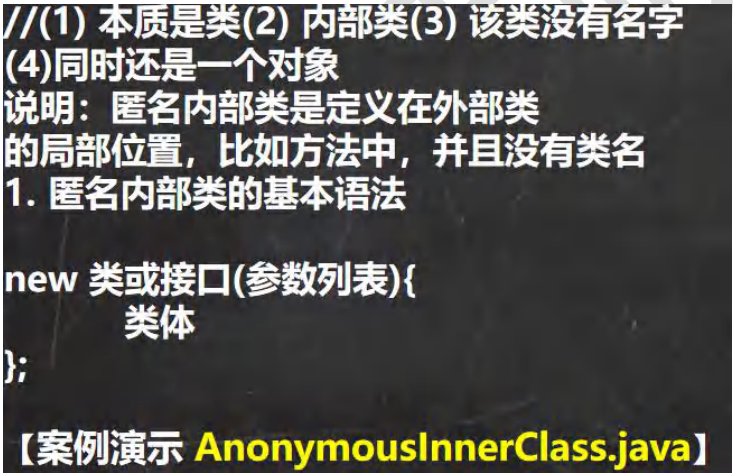 //(1) 本质是类(2) 内部类(3) 该类没有名字
(4)同时还是一个对象
说明：匿名内部类是定义在外部类
的局部位置，比如方法中，并且没有类名
1. 匿名内部类的基本语法
new 类或接口(参数列表){
类体
};
【案例演示 AnonymousInnerClass.java】